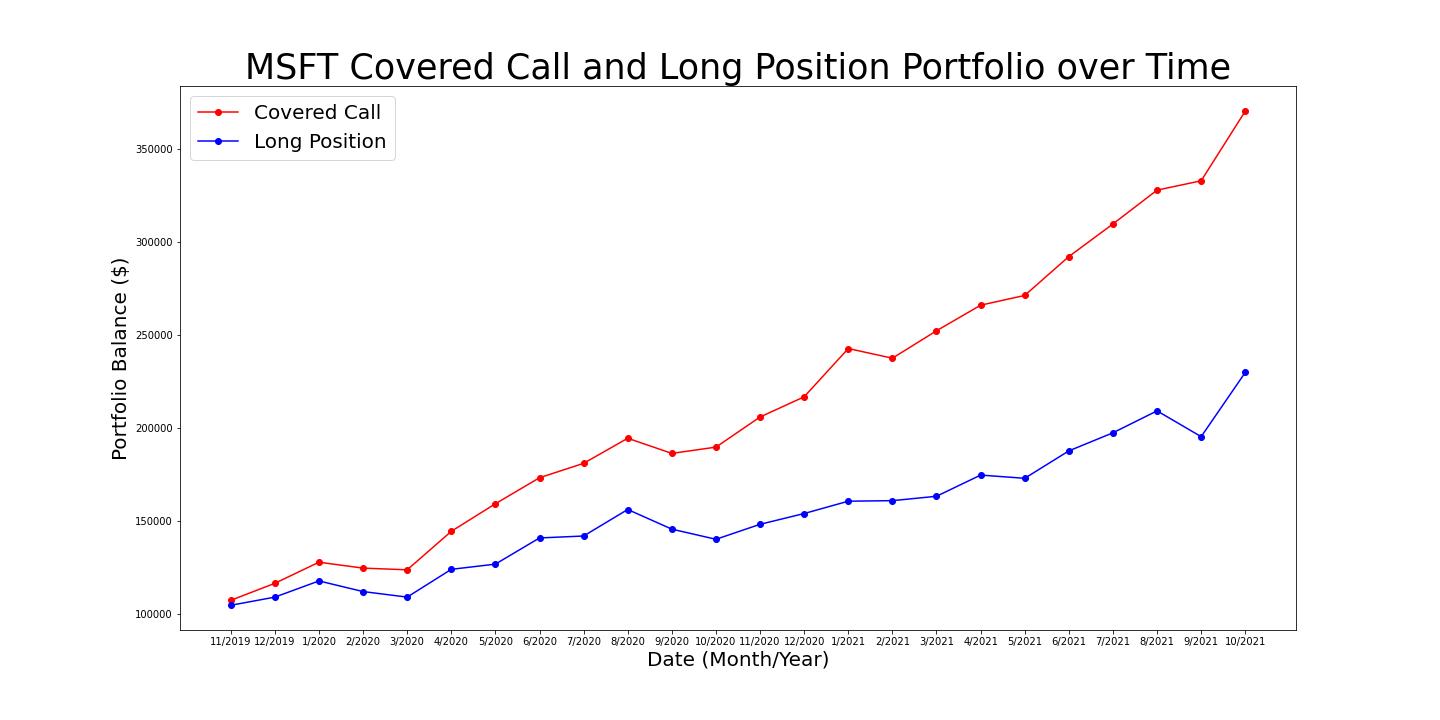 MSFT Covered Call and Long Position Portfolio over Time
Covered Call
Long Position
Portfolio Balance ($)
350000
300000
250000
200000
150000
100000
11/2019 12/2019 1/2020 2/2020 3/2020 4/2020 5/2020 6/2020 7/2020 8/2020 9/2020 10/2020 11/2020 12/2020 1/2021 2/2021 3/2021 4/2021 5/2021 6/2021 7/2021 8/2021 9/2021 10/2021
Date (Month/Year)